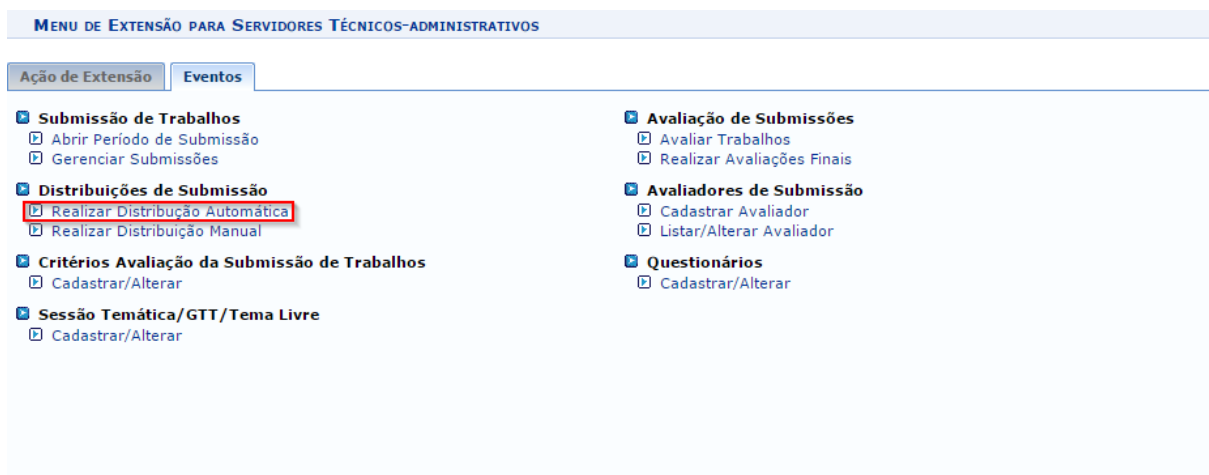 MENU DE EXTENSÃO PARA SERVIDORES TÉCNICOS-ADMINISTRATIVOS
Ação de Extensão
Eventos
Submissão de Trabalhos
Abrir Período de Submissão
Gerenciar Submissões
Distribuições de Submissão
Realizar Distribução Automática
Realizar Distribuição Manual
Critérios Avaliação da Submissão de Trabalhos
Cadastrar/Alterar
Sessão Temática/GTT/Tema Livre
Cadastrar/Alterar
Avaliação de Submissões
Avaliar Trabalhos
Realizar Avaliações Finais
Avaliadores de Submissão
Cadastrar Avaliador
Listar/Alterar Avaliador
Questionários
Cadastrar/Alterar